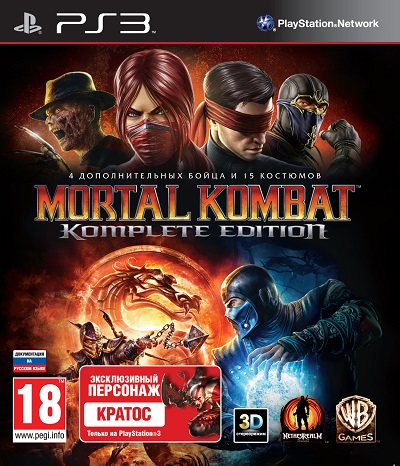 PS3
PlayStation®Network
4 ДОПОЛНИТЕЛЬНЫХ БОЙЦА И 15 КОСТЮМОВ
MORTAL KOMBAT
KOMPLETE EDITION
ДОКУМЕНТАЦИЯ
НА
РУССКОМ ЯЗЫКЕ
18
www.pegi.info
ЭКСКЛЮЗИВНЫЙ
ПЕРСОНАЖ
КРАТОС
Только на PlayStation®3
3D
стереорежим
NETHERREALM
WB
GAMES